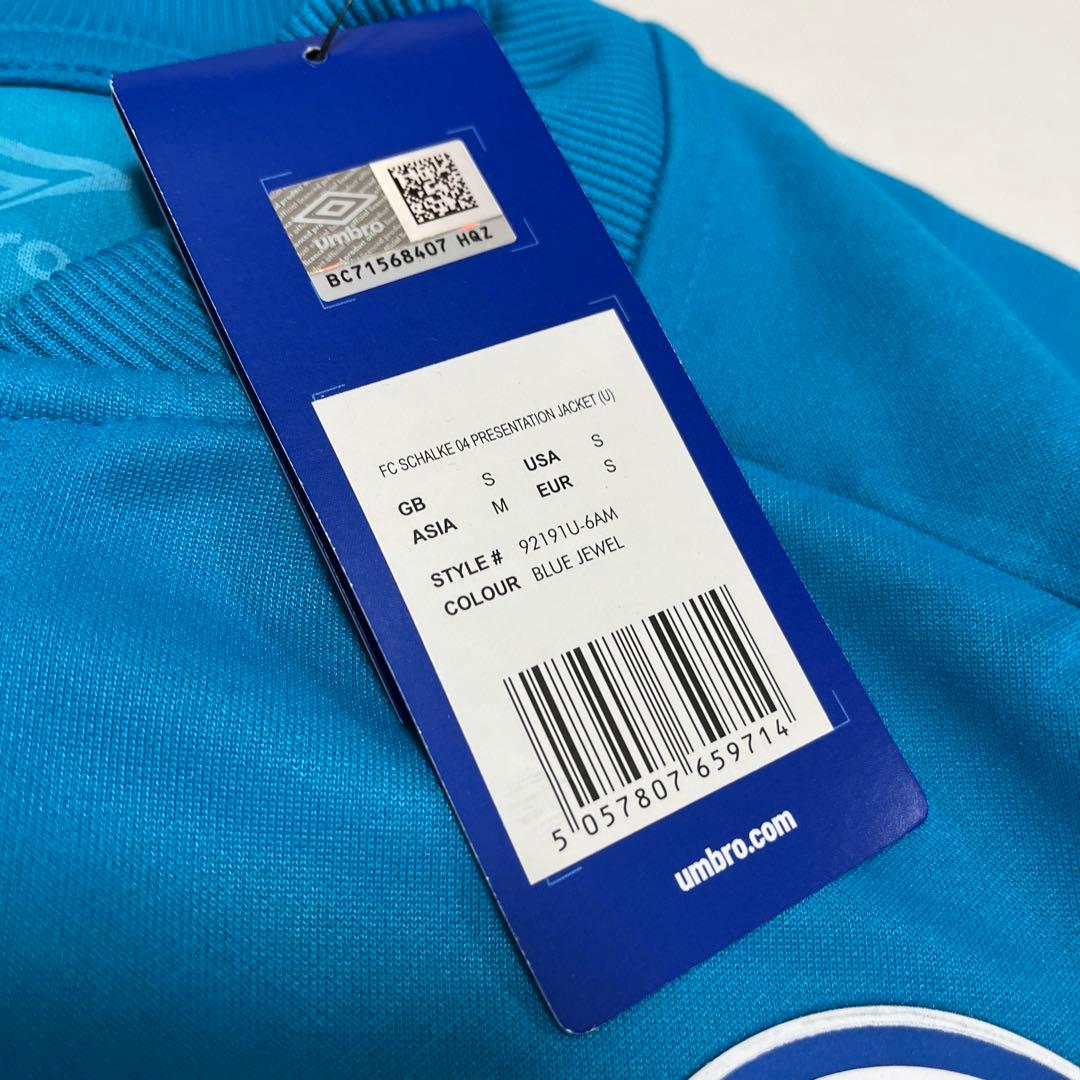 umbro
BC71568407 HQZ
FC SCHALKE 04 PRESENTATION JACKET (U)
GB S USA S
ASIA M EUR S
STYLE # 92191U-6AM
COLOUR BLUE JEWEL
5 057807 659714
umbro.com